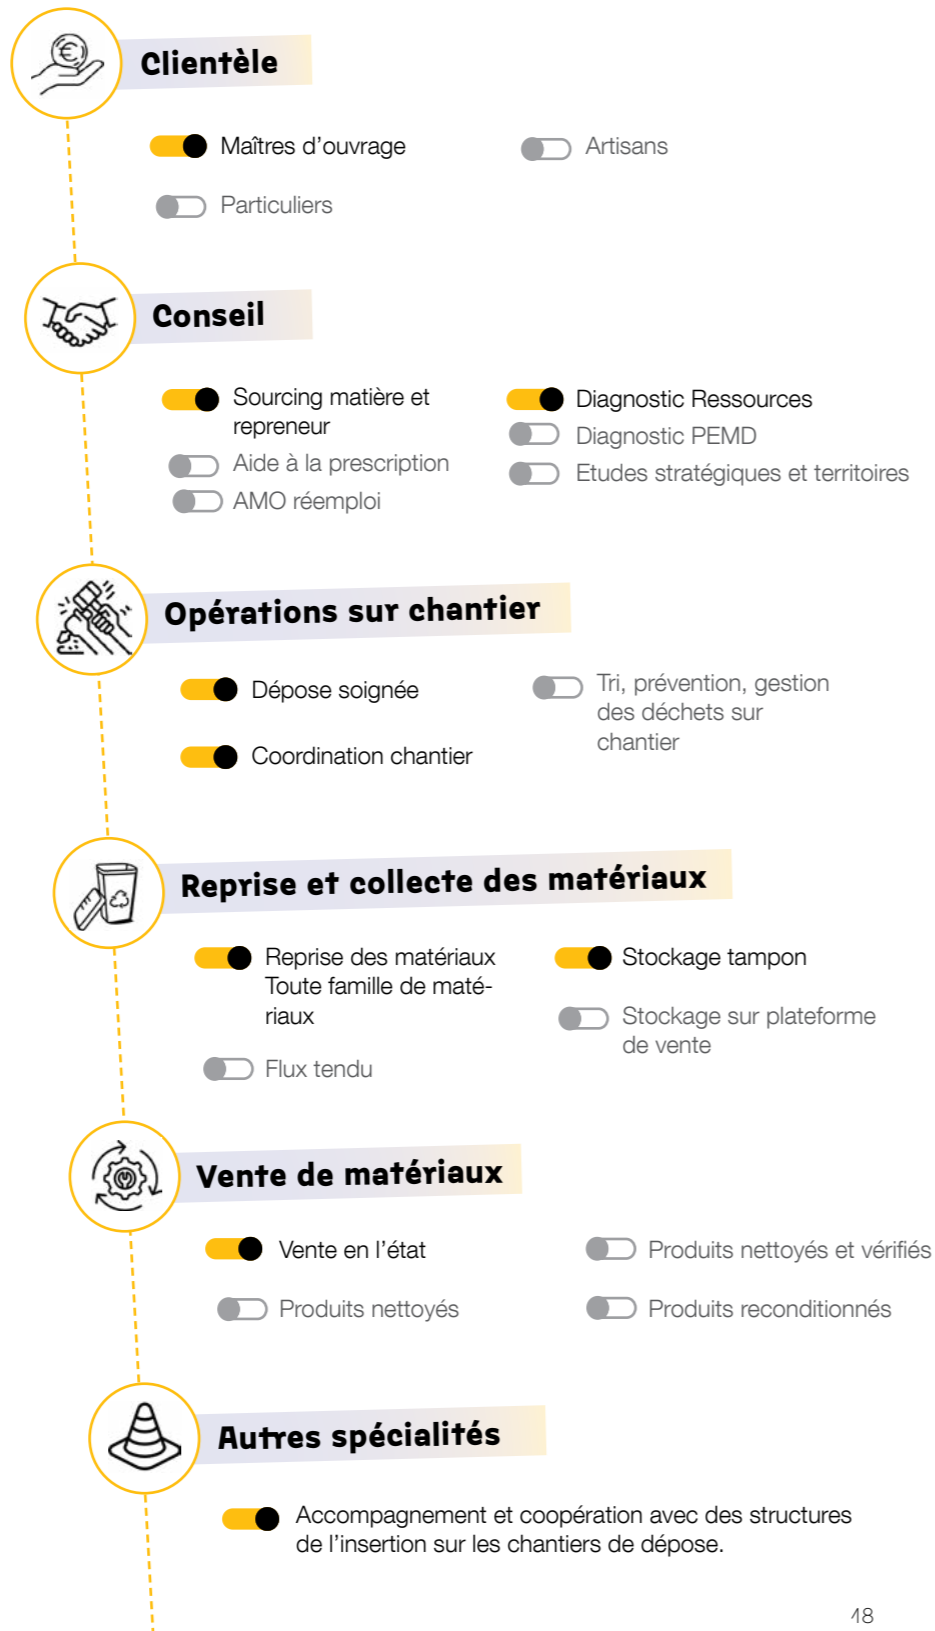 Clientèle
Maîtres d'ouvrage
Artisans
Particuliers
Conseil
Sourcing matière et
repreneur
Aide à la prescription
AMO réemploi
Diagnostic Ressources
Diagnostic PEMD
Etudes stratégiques et territoires
Opérations sur chantier
Dépose soignée
Coordination chantier
Tri, prévention, gestion
des déchets sur
chantier
Reprise et collecte des matériaux
Reprise des matériaux
Toute famille de maté-
riaux
Flux tendu
Stockage tampon
Stockage sur plateforme
de vente
Vente de matériaux
Vente en l'état
Produits nettoyés
Produits nettoyés et vérifiés
Produits reconditionnés
Autres spécialités
Accompagnement et coopération avec des structures
de l'insertion sur les chantiers de dépose.
18